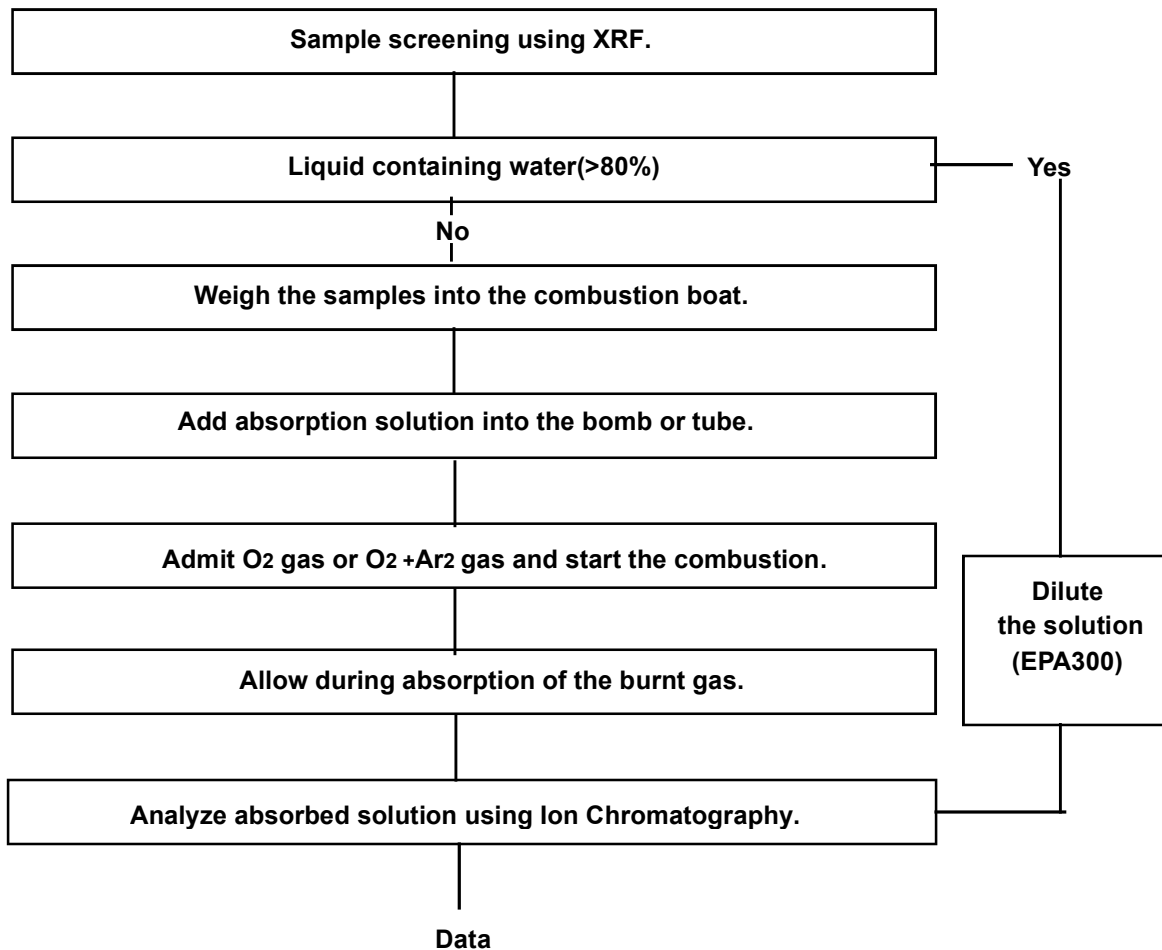 Sample screening using XRF.
Liquid containing water(>80%)
Yes
No
Weigh the samples into the combustion boat.
Add absorption solution into the bomb or tube.
Admit O2 gas or O2 +Ar2 gas and start the combustion.
Dilute
the solution
(EPA300)
Allow during absorption of the burnt gas.
Analyze absorbed solution using Ion Chromatography.
Data